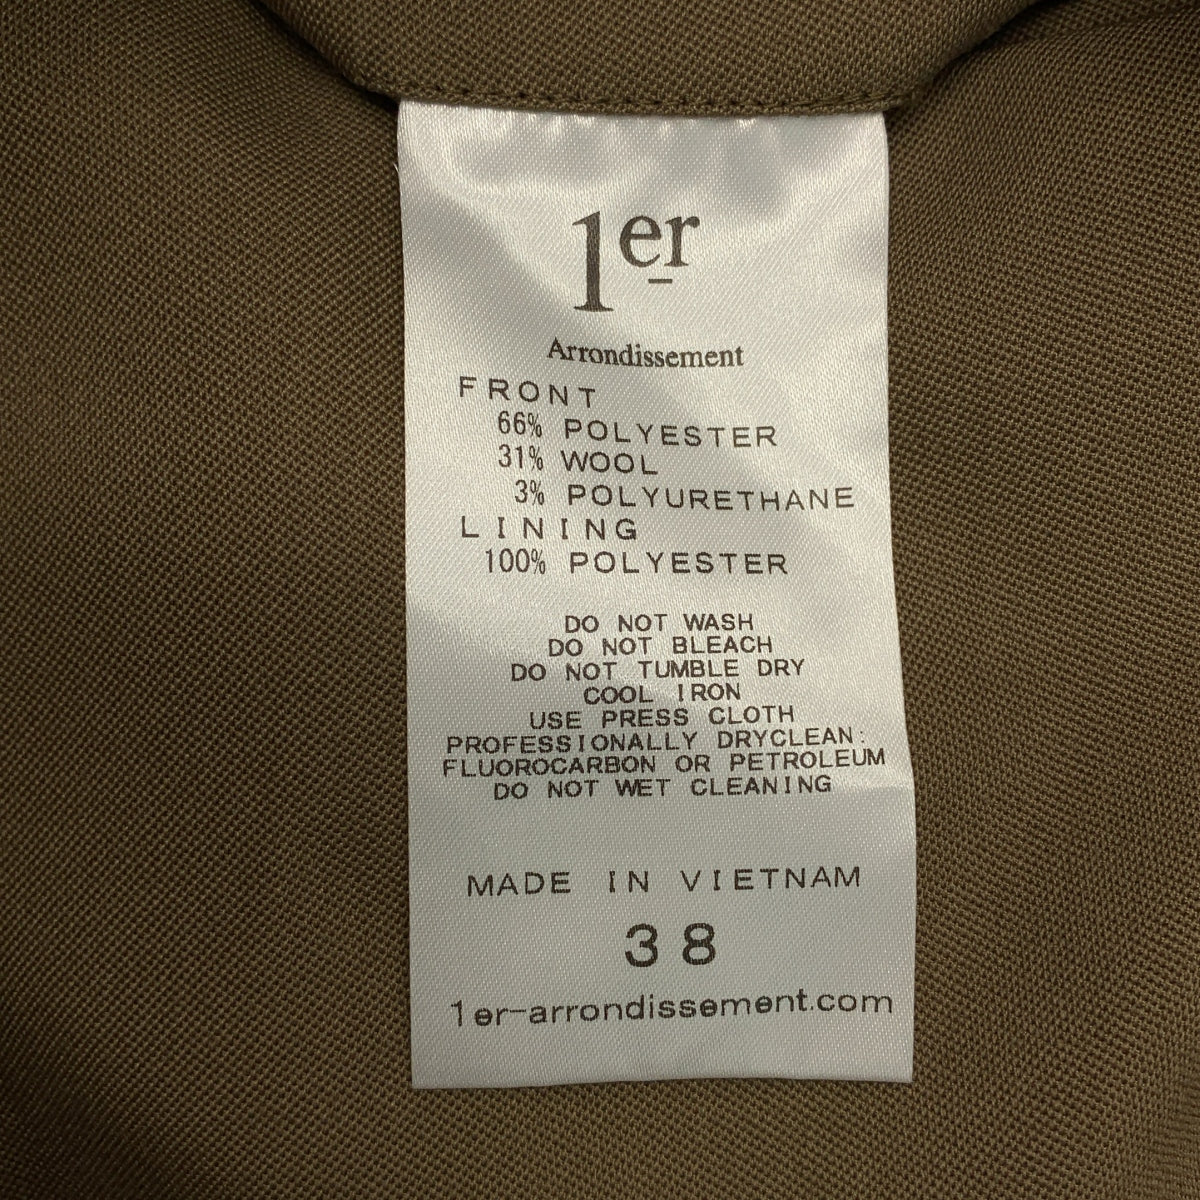 1er
Arrondissement
FRONT
66% POLYESTER
31% WOOL
3% POLYURETHANE
LINING
100% POLYESTER
DO NOT WASH
DO NOT BLEACH
DO NOT TUMBLE DRY
COOL IRON
USE PRESS CLOTH
PROFESSIONALLY DRYCLEAN:
FLUOROCARBON OR PETROLEUM
DO NOT WET CLEANING
MADE IN VIETNAM
38
1er-arrondissement.com